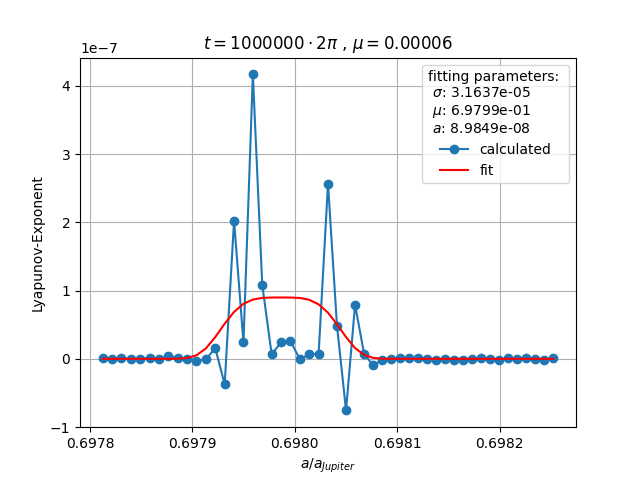 t = 1000000 · 2π , μ = 0.00006
1e−7
fitting parameters:
σ: 3.1637e-05
μ: 6.9799e-01
a: 8.9849e-08
calculated
fit
4
3
2
1
0
−1
Lyapunov-Exponent
0.6978
0.6979
0.6980
0.6981
0.6982
a/a_Jupiter